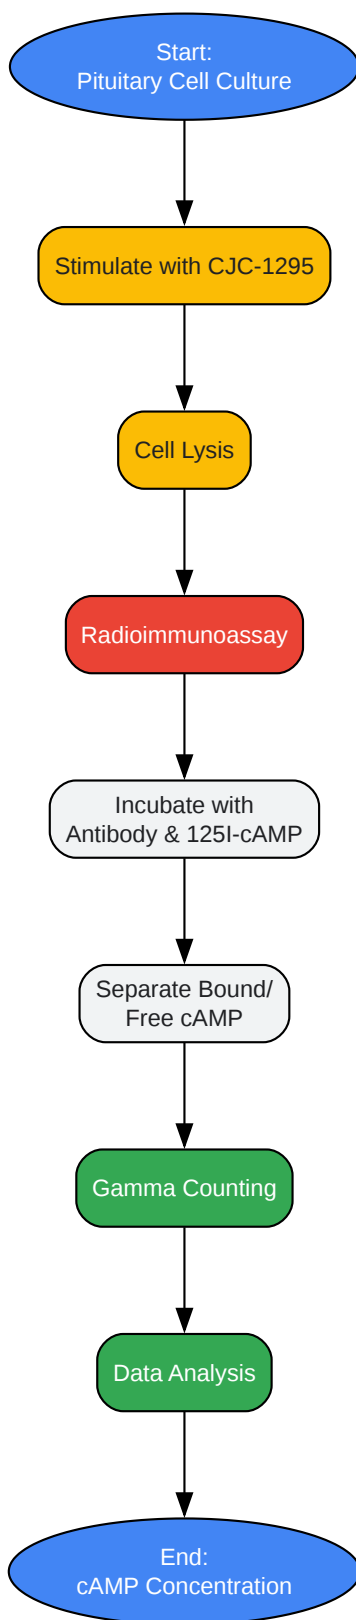 Start:
Pituitary Cell Culture
Stimulate with CJC-1295
Cell Lysis
Radioimmunoassay
Incubate with
Antibody & 125I-cAMP
Separate Bound/
Free cAMP
Gamma Counting
Data Analysis
End:
cAMP Concentration